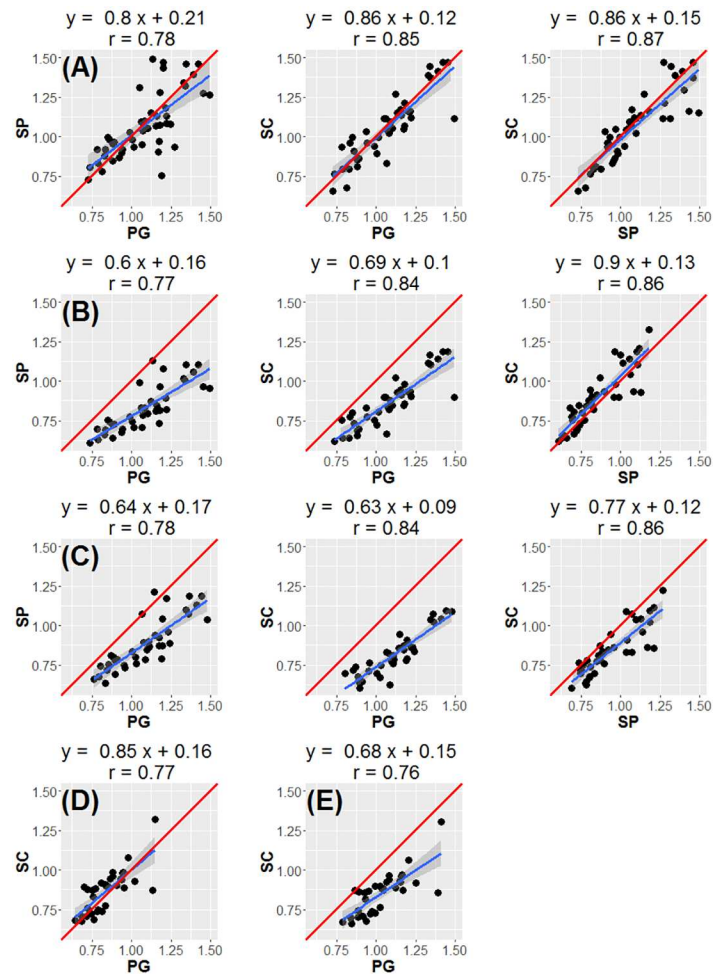 y = 0.8 x + 0.21
r = 0.78
y = 0.86 x + 0.12
r = 0.85
y = 0.86 x + 0.15
r = 0.87
(A)
1.50
1.25
1.00
0.75
SP
0.75 1.00 1.25 1.50
PG
1.50
1.25
1.00
0.75
SC
0.75 1.00 1.25 1.50
PG
1.50
1.25
1.00
0.75
SC
0.75 1.00 1.25 1.50
SP
y = 0.6 x + 0.16
r = 0.77
y = 0.69 x + 0.1
r = 0.84
y = 0.9 x + 0.13
r = 0.86
(B)
1.50
1.25
1.00
0.75
SP
0.75 1.00 1.25 1.50
PG
1.50
1.25
1.00
0.75
SC
0.75 1.00 1.25 1.50
PG
1.50
1.25
1.00
0.75
SC
0.75 1.00 1.25 1.50
SP
y = 0.64 x + 0.17
r = 0.78
y = 0.63 x + 0.09
r = 0.84
y = 0.77 x + 0.12
r = 0.86
(C)
1.50
1.25
1.00
0.75
SP
0.75 1.00 1.25 1.50
PG
1.50
1.25
1.00
0.75
SC
0.75 1.00 1.25 1.50
PG
1.50
1.25
1.00
0.75
SC
0.75 1.00 1.25 1.50
SP
y = 0.85 x + 0.16
r = 0.77
y = 0.68 x + 0.15
r = 0.76
(D)
1.50
1.25
1.00
0.75
SC
0.75 1.00 1.25 1.50
PG
(E)
1.50
1.25
1.00
0.75
SC
0.75 1.00 1.25 1.50
PG